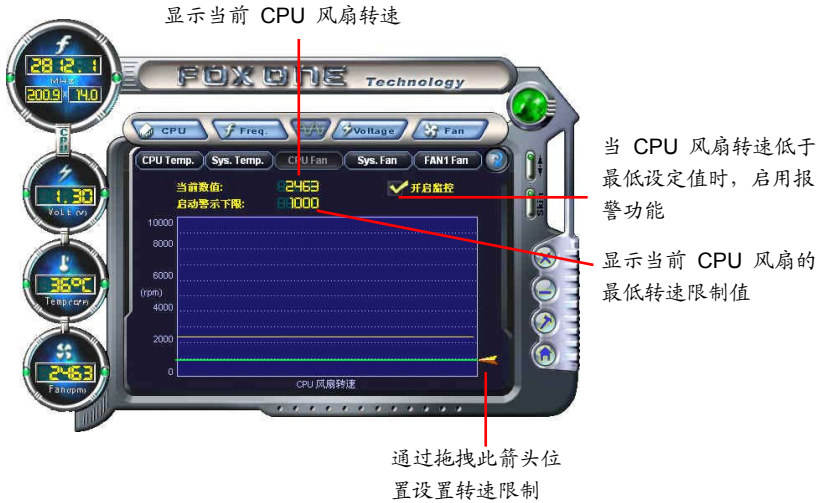 显示当前 CPU 风扇转速
f
2812.1
MHz
200.9 x 14.0
CPU
1.30
Volt (V)
36℃
Temp(℃/℉)
2463
Fan(rpm)
FOX ONE Technology
CPU
Freq.
Voltage
Fan
CPU Temp.
Sys. Temp.
CPU Fan
Sys. Fan
FAN1 Fan
?
当前数值: 2463
开启监控
启动警示下限: 1000
10000
8000
6000
(rpm)
4000
2000
0
CPU 风扇转速
Skin
当 CPU 风扇转速低于
最低设定值时，启用报
警功能
显示当前 CPU 风扇的
最低转速限制值
通过拖拽此箭头位
置设置转速限制